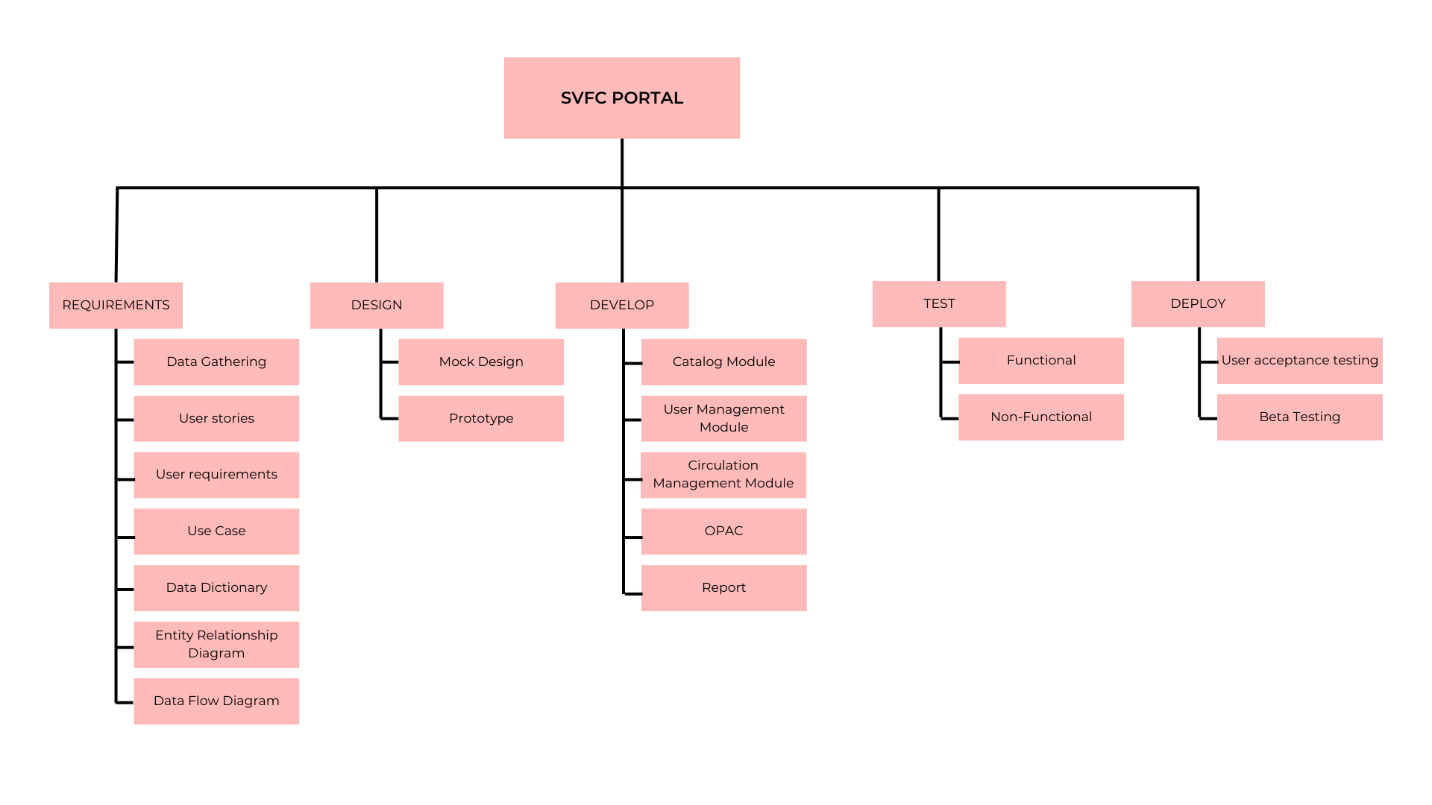 SVFC PORTAL
REQUIREMENTS
Data Gathering
User stories
User requirements
Use Case
Data Dictionary
Entity Relationship
Diagram
Data Flow Diagram
DESIGN
Mock Design
Prototype
DEVELOP
Catalog Module
User Management
Module
Circulation
Management Module
OPAC
Report
TEST
Functional
Non-Functional
DEPLOY
User acceptance testing
Beta Testing